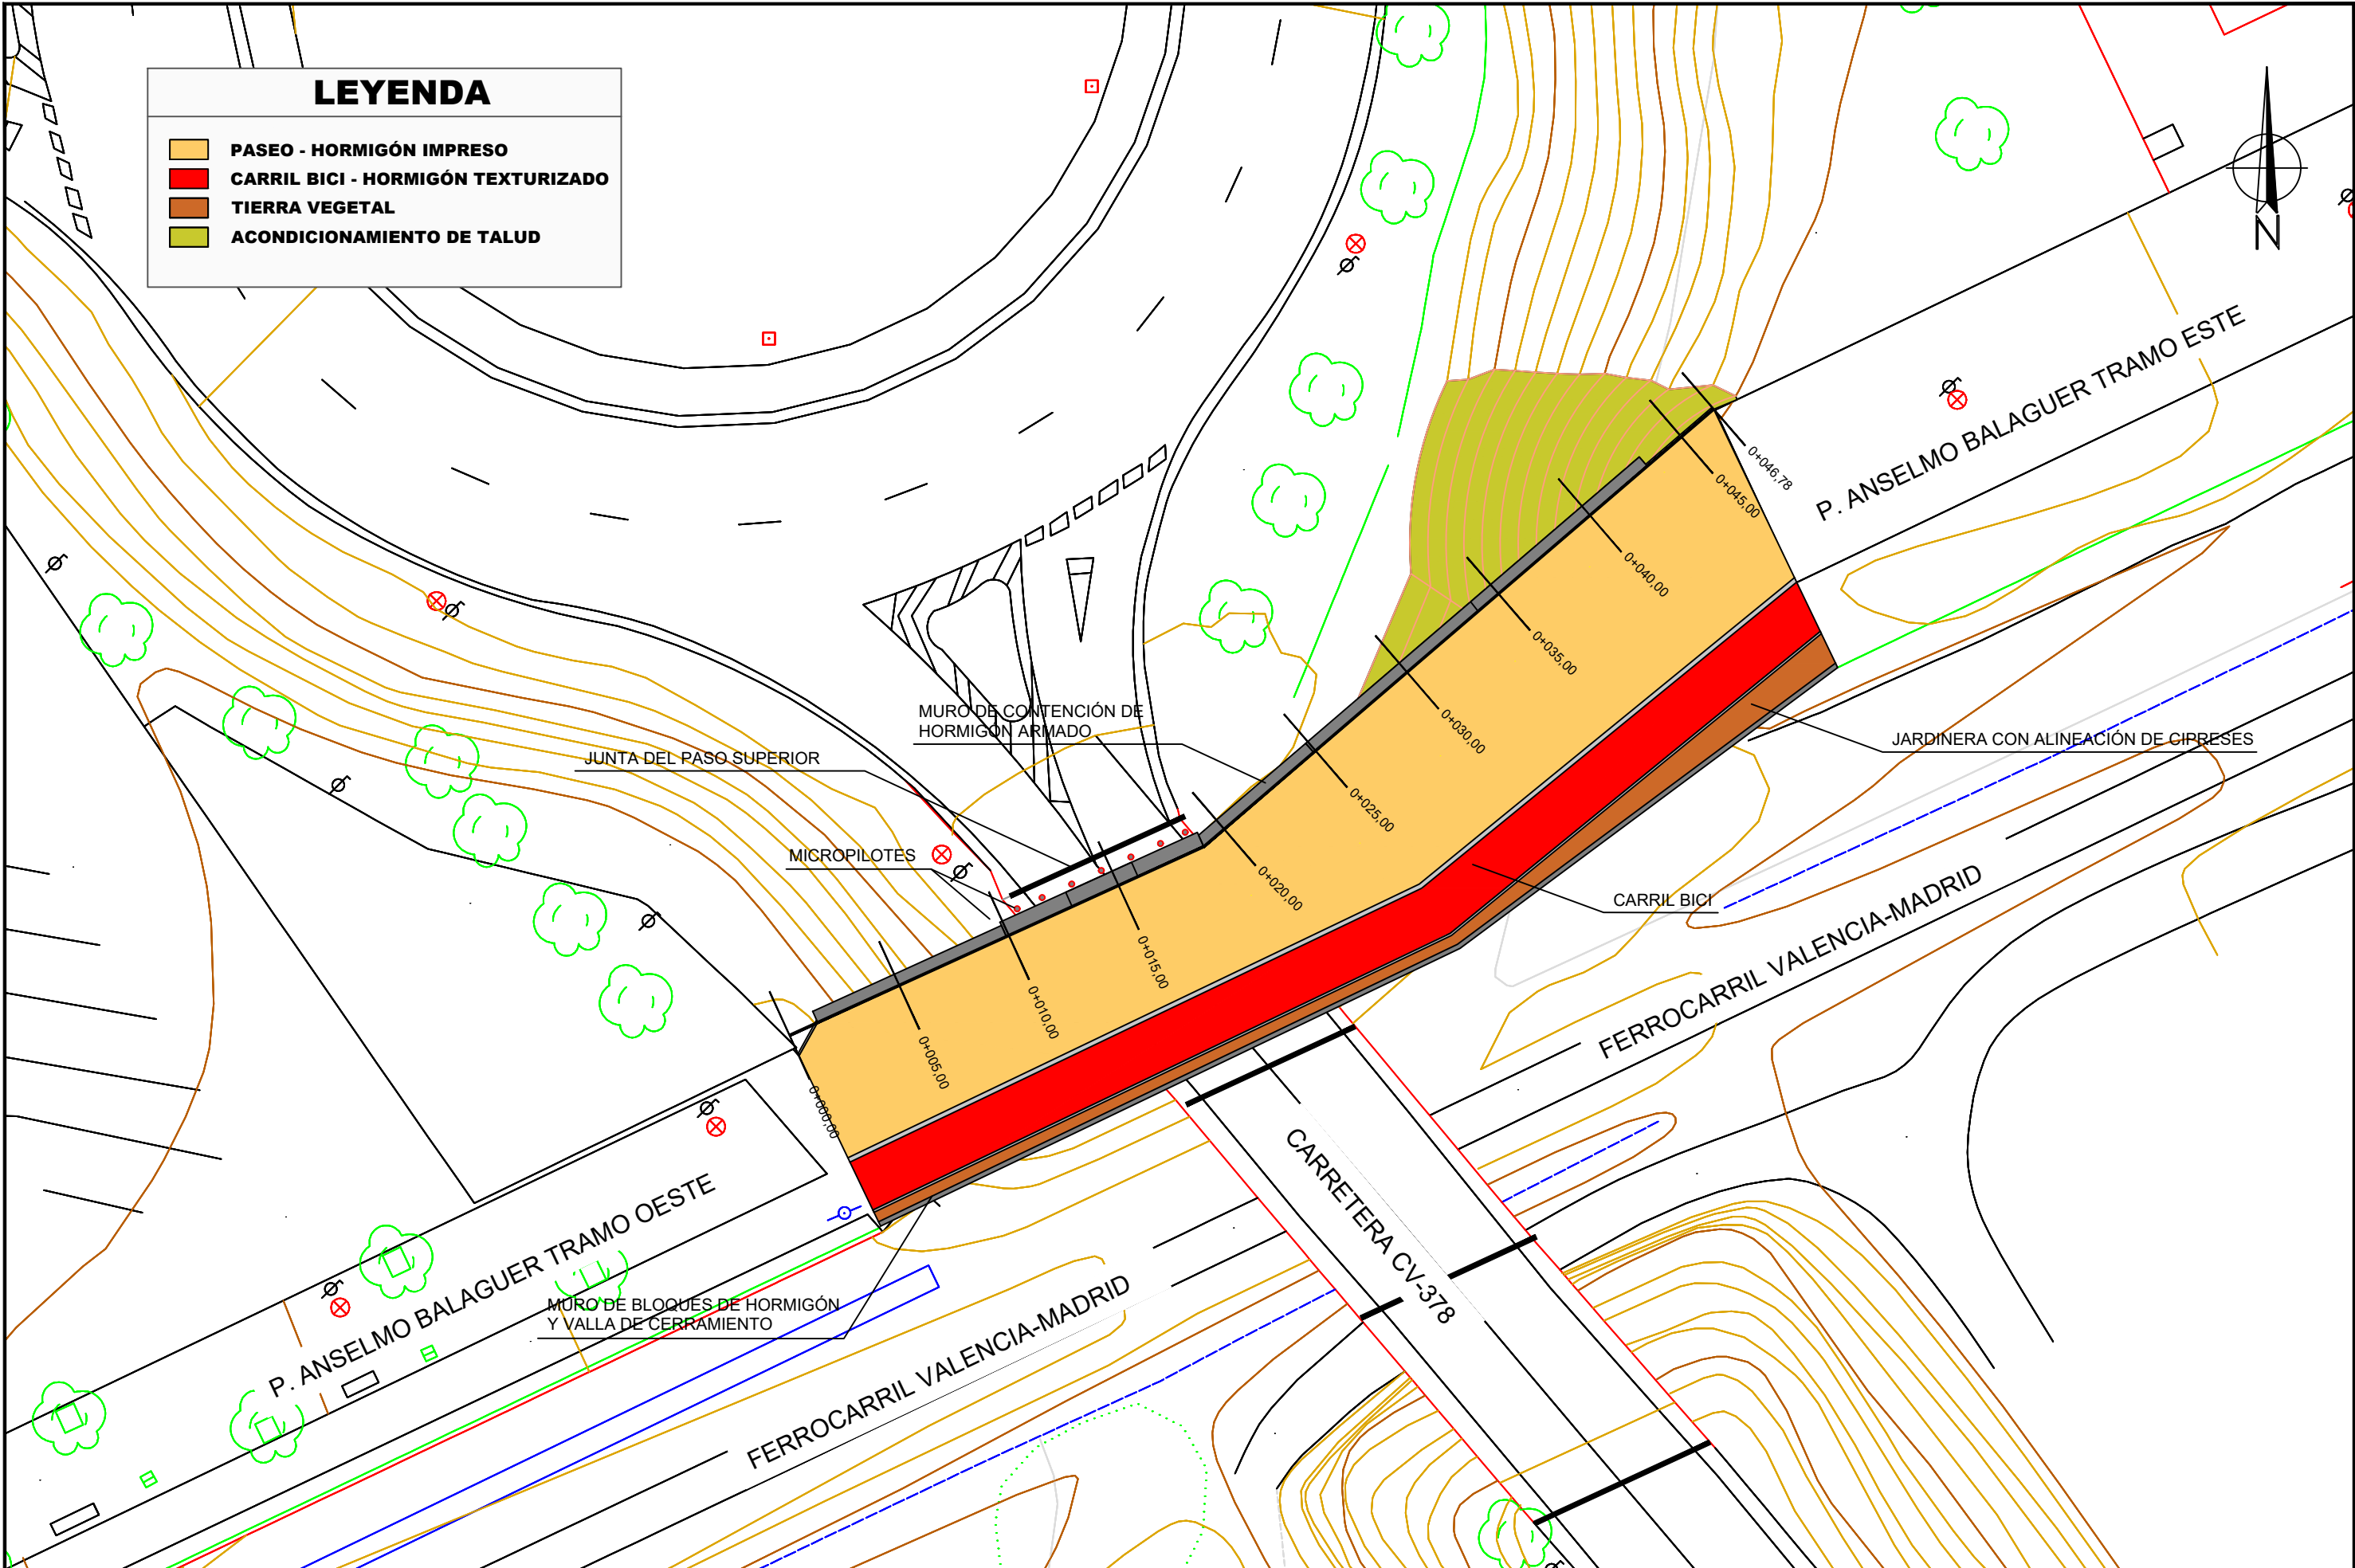 LEYENDA
PASEO - HORMIGÓN IMPRESO
CARRIL BICI - HORMIGÓN TEXTURIZADO
TIERRA VEGETAL
ACONDICIONAMIENTO DE TALUD
N
P. ANSELMO BALAGUER TRAMO ESTE
0+046,78
0+045,00
0+040,00
0+035,00
0+030,00
0+025,00
0+020,00
0+015,00
0+010,00
0+005,00
0+000,00
MURO DE CONTENCIÓN DE
HORMIGÓN ARMADO
JUNTA DEL PASO SUPERIOR
MICROPILOTES
JARDINERA CON ALINEACIÓN DE CIPRESES
CARRIL BICI
FERROCARRIL VALENCIA-MADRID
CARRETERA CV-378
P. ANSELMO BALAGUER TRAMO OESTE
MURO DE BLOQUES DE HORMIGÓN
Y VALLA DE CERRAMIENTO
FERROCARRIL VALENCIA-MADRID